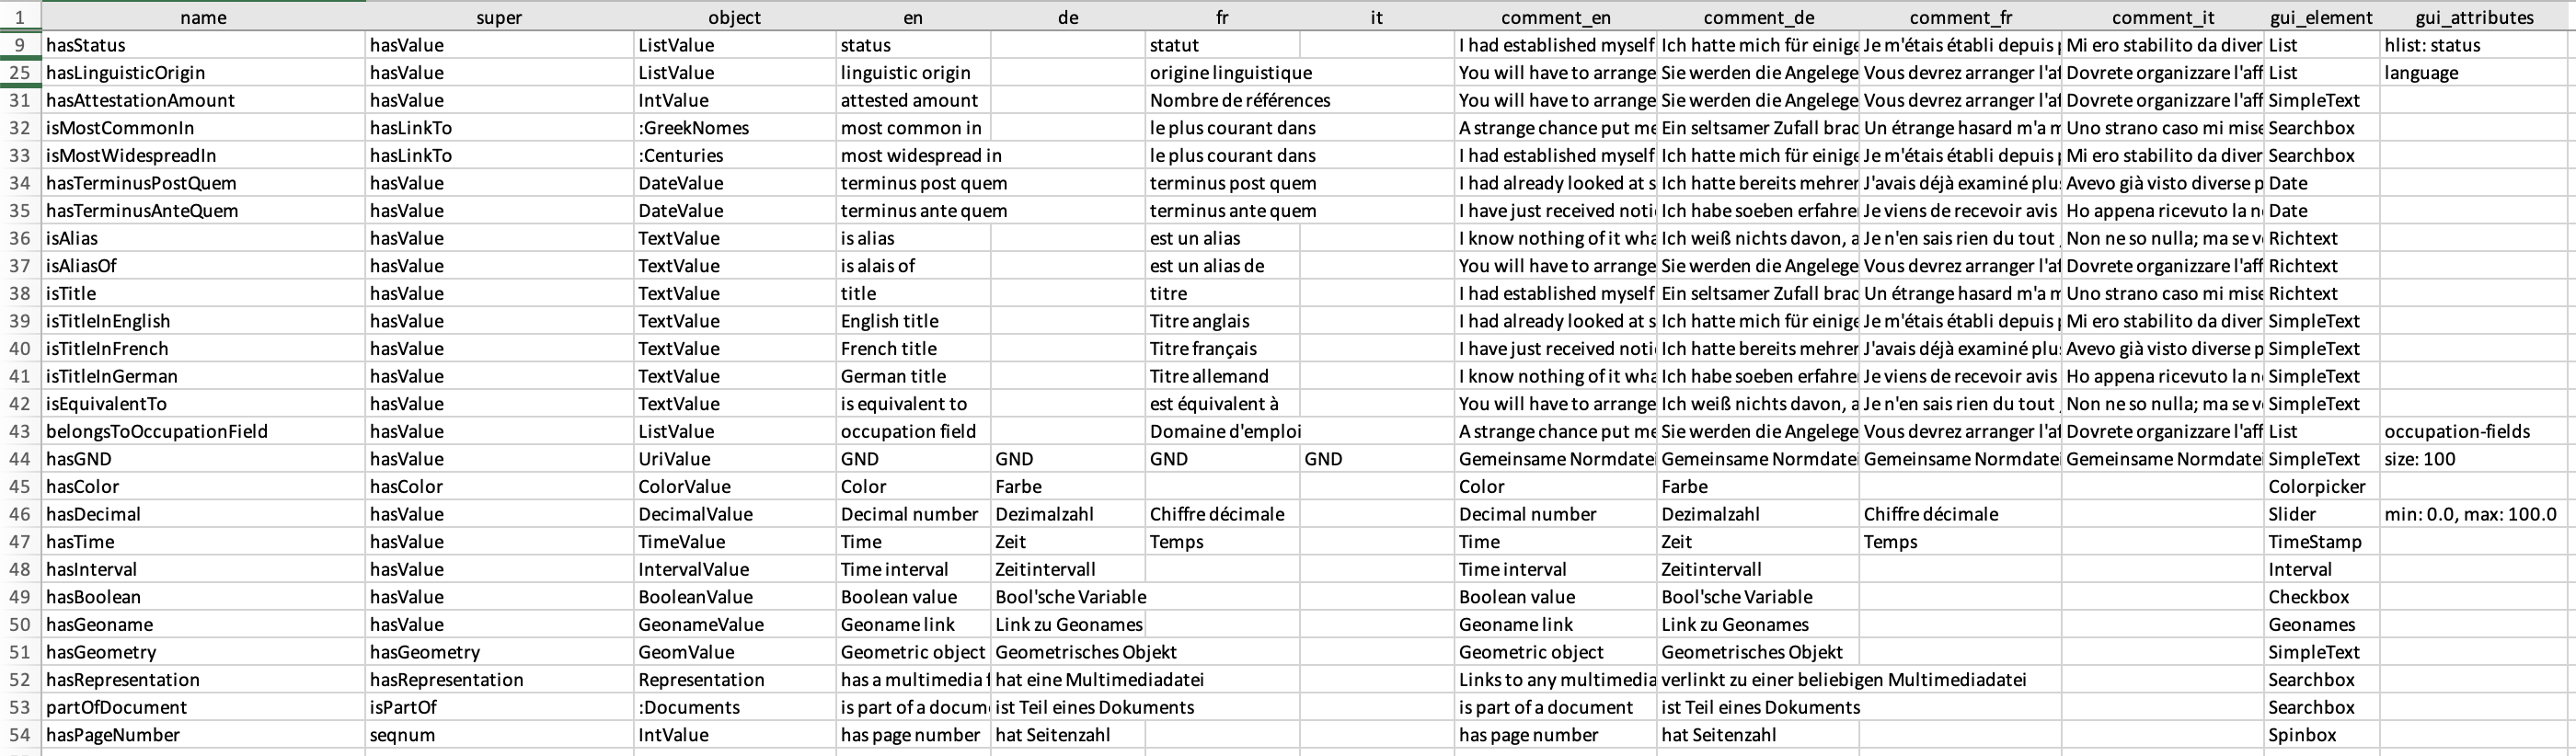 1 name super object en de fr it comment_en comment_de comment_fr comment_it gui_element gui_attributes
9 hasStatus hasValue ListValue status statut I had established myself Ich hatte mich für einige Je m'étais établi depuis Mi ero stabilito da diver List hlist: status
25 hasLinguisticOrigin hasValue ListValue linguistic origin origine linguistique You will have to arrange Sie werden die Angelege Vous devrez arranger l'af Dovrete organizzare l'aff List language
31 hasAttestationAmount hasValue IntValue attested amount Nombre de références You will have to arrange Sie werden die Angelege Vous devrez arranger l'af Dovrete organizzare l'aff SimpleText
32 isMostCommonIn hasLinkTo :GreekNomes most common in le plus courant dans A strange chance put me Ein seltsamer Zufall brac Un étrange hasard m'a m Uno strano caso mi mise Searchbox
33 isMostWidespreadIn hasLinkTo :Centuries most widespread in le plus courant dans I had established myself Ich hatte mich für einige Je m'étais établi depuis Mi ero stabilito da diver Searchbox
34 hasTerminusPostQuem hasValue DateValue terminus post quem terminus post quem I had already looked at s Ich hatte bereits mehrer J'avais déjà examiné plu Avevo già visto diverse p Date
35 hasTerminusAnteQuem hasValue DateValue terminus ante quem terminus ante quem I have just received noti Ich habe soeben erfahre Je viens de recevoir avis Ho appena ricevuto la n Date
36 isAlias hasValue TextValue is alias est un alias I know nothing of it wha Ich weiß nichts davon, a Je n'en sais rien du tout Non ne so nulla; ma se v Richtext
37 isAliasOf hasValue TextValue is alais of est un alias de You will have to arrange Sie werden die Angelege Vous devrez arranger l'af Dovrete organizzare l'aff Richtext
38 isTitle hasValue TextValue title titre I had established myself Ein seltsamer Zufall brac Un étrange hasard m'a m Uno strano caso mi mise Richtext
39 isTitleInEnglish hasValue TextValue English title Titre anglais I had already looked at s Ich hatte mich für einige Je m'étais établi depuis Mi ero stabilito da diver SimpleText
40 isTitleInFrench hasValue TextValue French title Titre français I have just received noti Ich hatte bereits mehrer J'avais déjà examiné plu Avevo già visto diverse p SimpleText
41 isTitleInGerman hasValue TextValue German title Titre allemand I know nothing of it wha Ich habe soeben erfahre Je viens de recevoir avis Ho appena ricevuto la n SimpleText
42 isEquivalentTo hasValue TextValue is equivalent to est équivalent à You will have to arrange Ich weiß nichts davon, a Je n'en sais rien du tout Non ne so nulla; ma se v SimpleText
43 belongsToOccupationField hasValue ListValue occupation field Domaine d'emploi A strange chance put me Sie werden die Angelege Vous devrez arranger l'af Dovrete organizzare l'aff List occupation-fields
44 hasGND hasValue UriValue GND GND GND GND Gemeinsame Normdatei Gemeinsame Normdatei Gemeinsame Normdatei Gemeinsame Normdatei SimpleText size: 100
45 hasColor hasColor ColorValue Color Farbe Color Farbe Colorpicker
46 hasDecimal hasValue DecimalValue Decimal number Dezimalzahl Chiffre décimale Decimal number Dezimalzahl Chiffre décimale Slider min: 0.0, max: 100.0
47 hasTime hasValue TimeValue Time Zeit Temps Time Zeit Temps TimeStamp
48 hasInterval hasValue IntervalValue Time interval Zeitintervall Time interval Zeitintervall Interval
49 hasBoolean hasValue BooleanValue Boolean value Bool'sche Variable Boolean value Bool'sche Variable Checkbox
50 hasGeoname hasValue GeonameValue Geoname link Link zu Geonames Geoname link Link zu Geonames Geonames
51 hasGeometry hasGeometry GeomValue Geometric object Geometrisches Objekt Geometric object Geometrisches Objekt SimpleText
52 hasRepresentation hasRepresentation Representation has a multimedia f hat eine Multimediadatei Links to any multimedia verlinkt zu einer beliebigen Multimediadatei Searchbox
53 partOfDocument isPartOf :Documents is part of a docum ist Teil eines Dokuments is part of a document ist Teil eines Dokuments Searchbox
54 hasPageNumber seqnum IntValue has page number hat Seitenzahl has page number hat Seitenzahl Spinbox